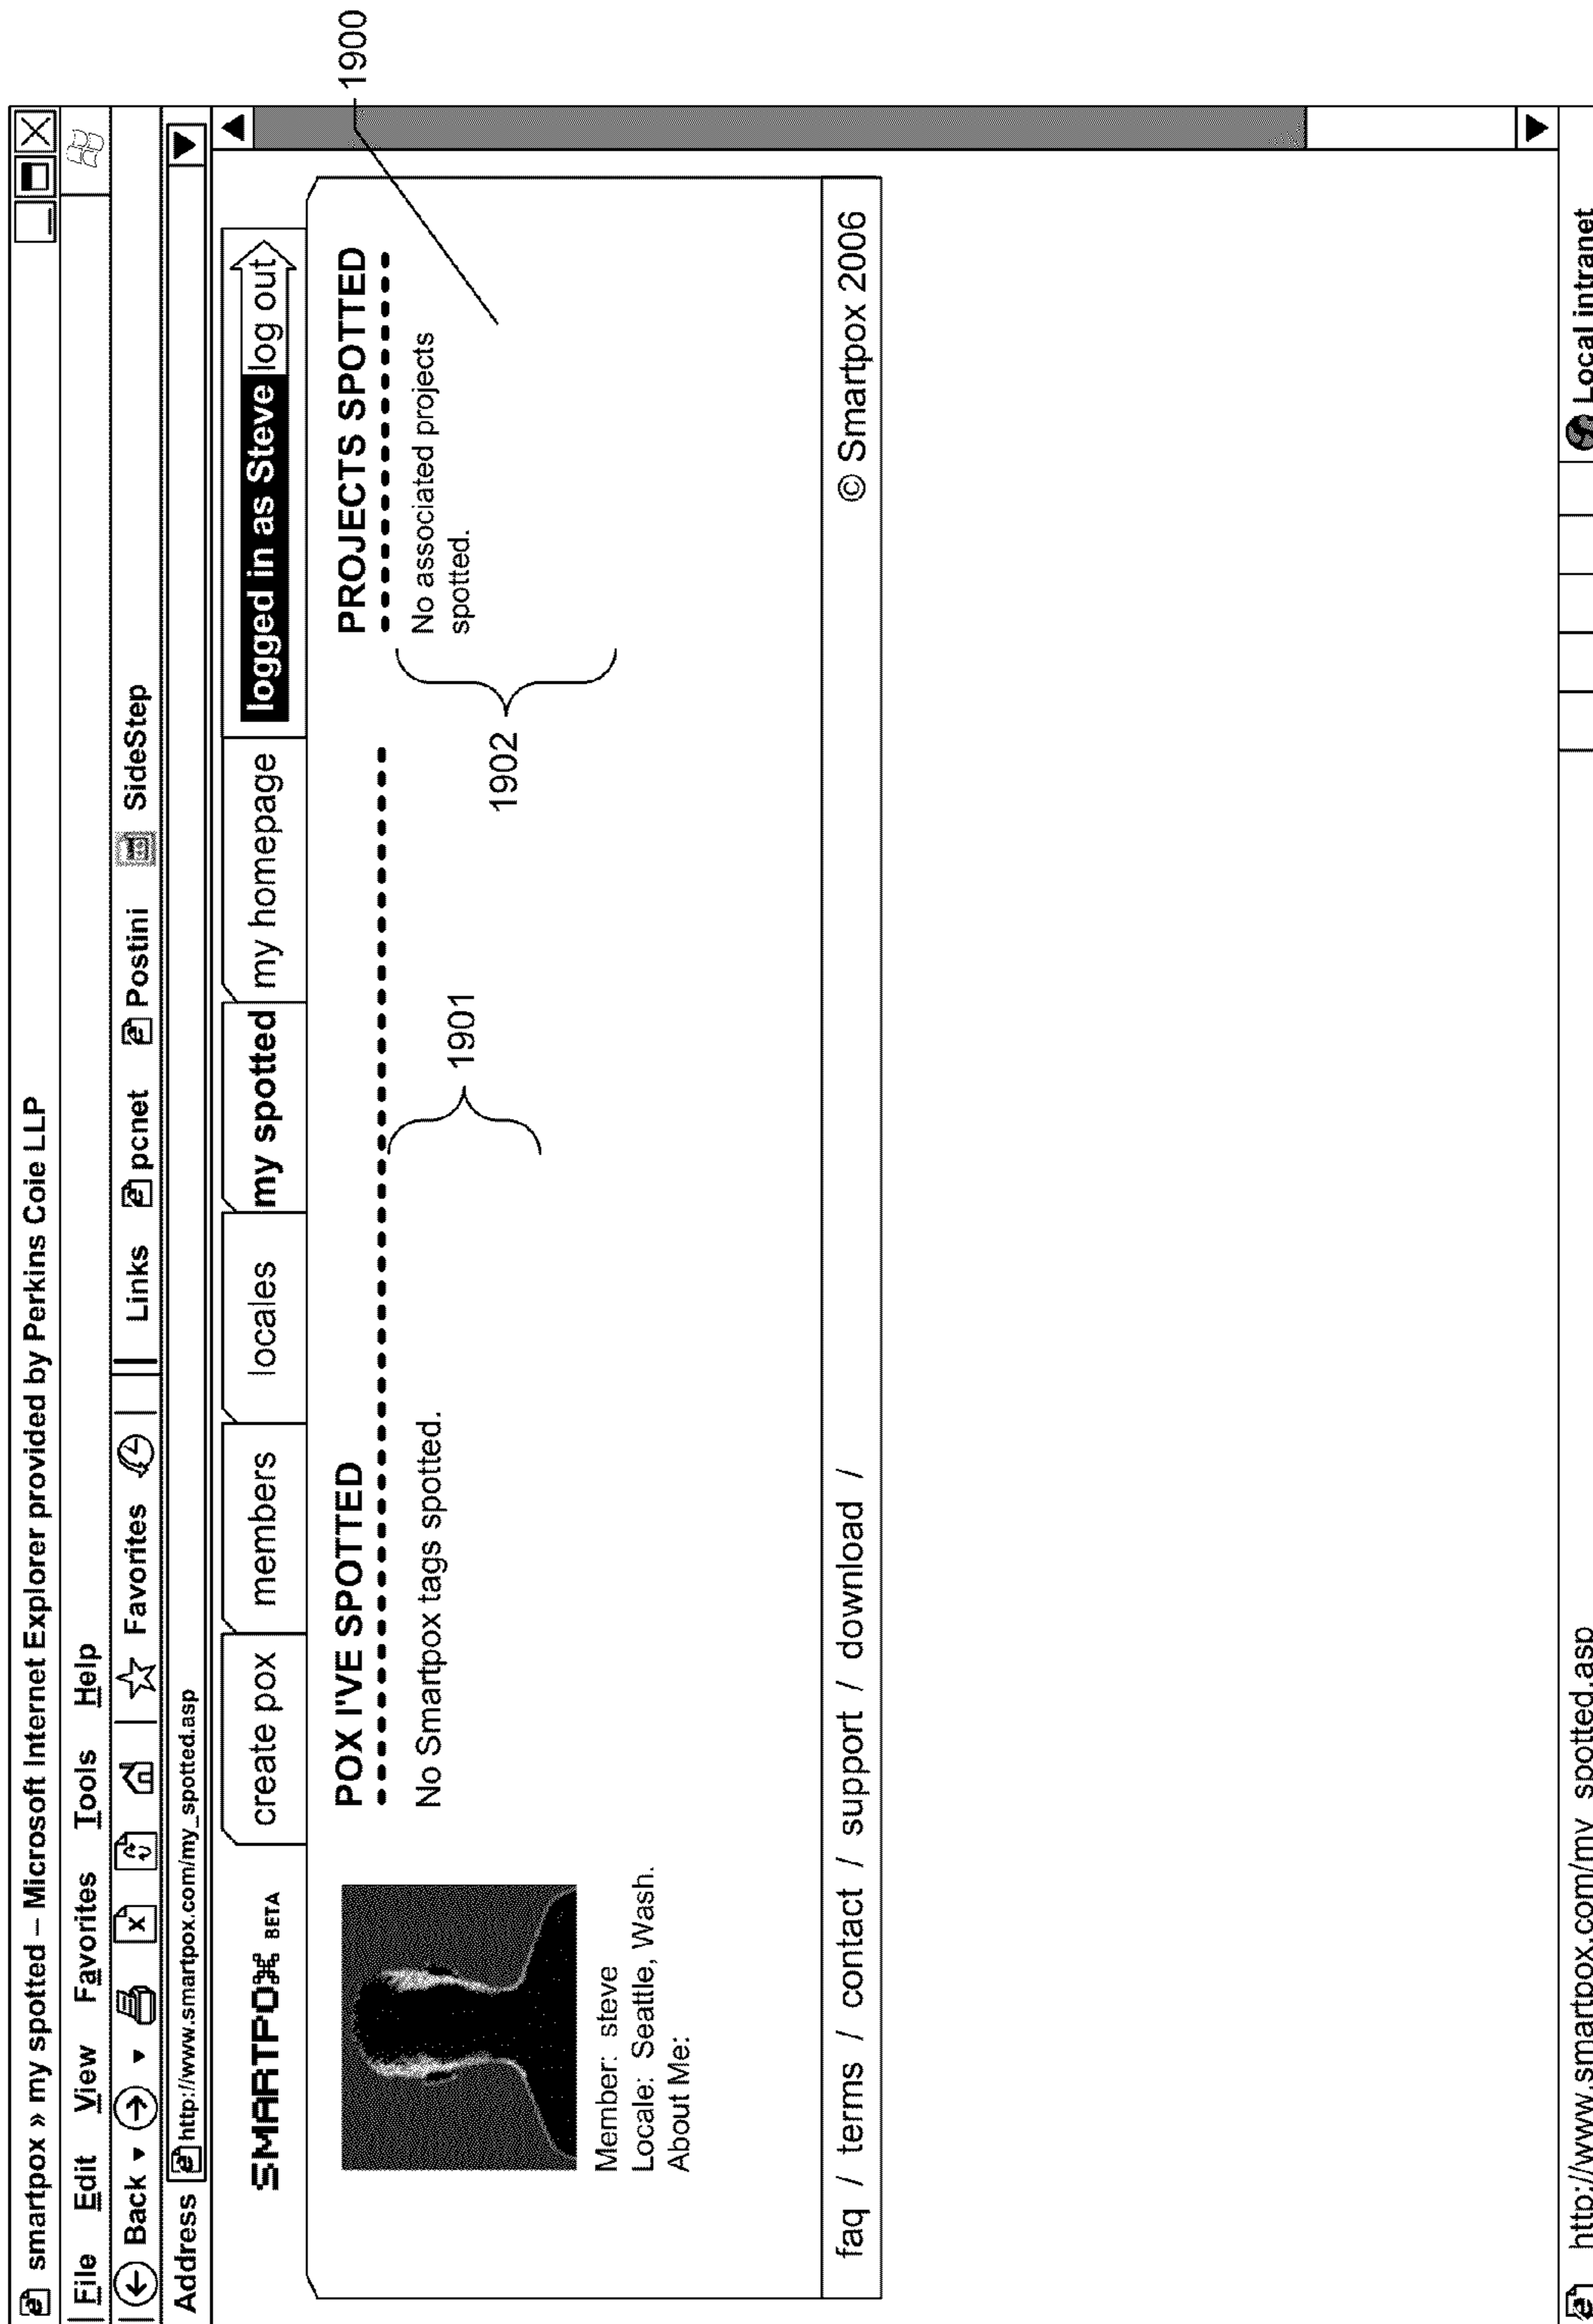 smartpox » my spotted – Microsoft Internet Explorer provided by Perkins Coie LLP
File Edit View Favorites Tools Help
Back Favorites Links pcnet Postini SideStep
Address http://www.smartpox.com/my_spotted.asp
SMARTPOX BETA create pox members locales my spotted my homepage logged in as Steve log out
1900
POX I'VE SPOTTED
No Smartpox tags spotted.
1901
PROJECTS SPOTTED
No associated projects
spotted.
1902
Member: steve
Locale: Seattle, Wash.
About Me:
faq / terms / contact / support / download / © Smartpox 2006
http://www.smartpox.com/my_spotted.asp Local intranet